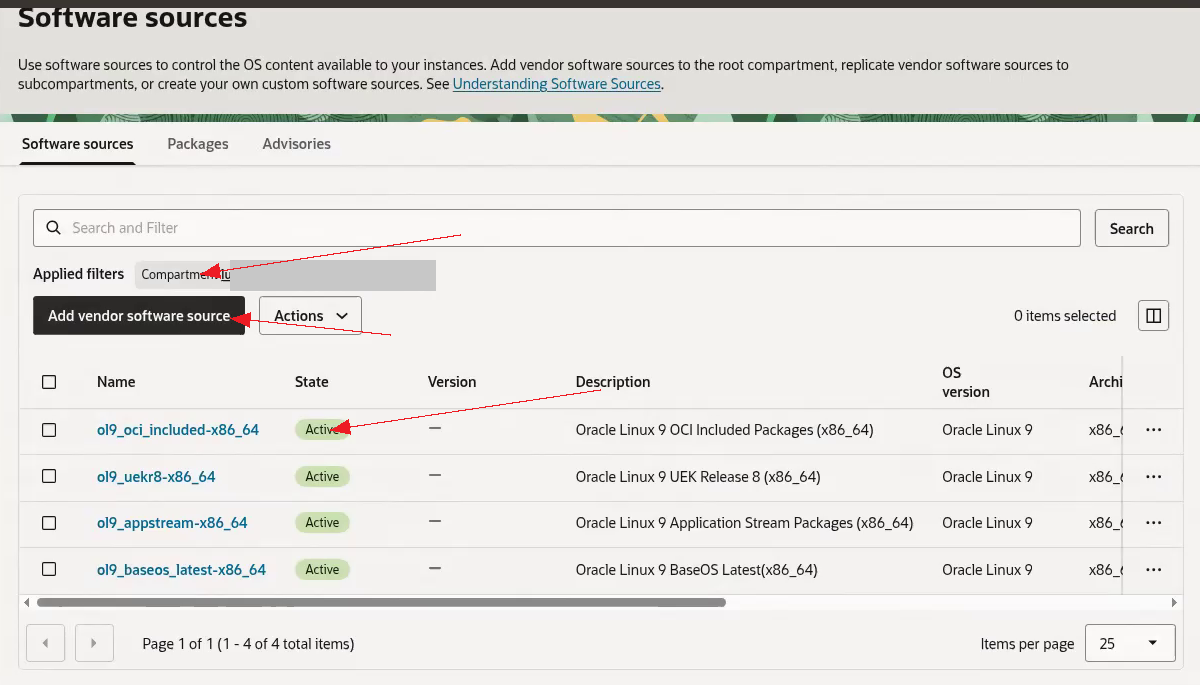 Software sources
Use software sources to control the OS content available to your instances. Add vendor software sources to the root compartment, replicate vendor software sources to
subcompartments, or create your own custom software sources. See Understanding Software Sources.
Software sources Packages Advisories
Search and Filter Search
Applied filters Compartment
Add vendor software source Actions 0 items selected
Name State Version Description OS version Archi
ol9_oci_included-x86_64 Active — Oracle Linux 9 OCI Included Packages (x86_64) Oracle Linux 9 x86_6
ol9_uekr8-x86_64 Active — Oracle Linux 9 UEK Release 8 (x86_64) Oracle Linux 9 x86_6
ol9_appstream-x86_64 Active — Oracle Linux 9 Application Stream Packages (x86_64) Oracle Linux 9 x86_6
ol9_baseos_latest-x86_64 Active — Oracle Linux 9 BaseOS Latest(x86_64) Oracle Linux 9 x86_6
Page 1 of 1 (1 - 4 of 4 total items) Items per page 25